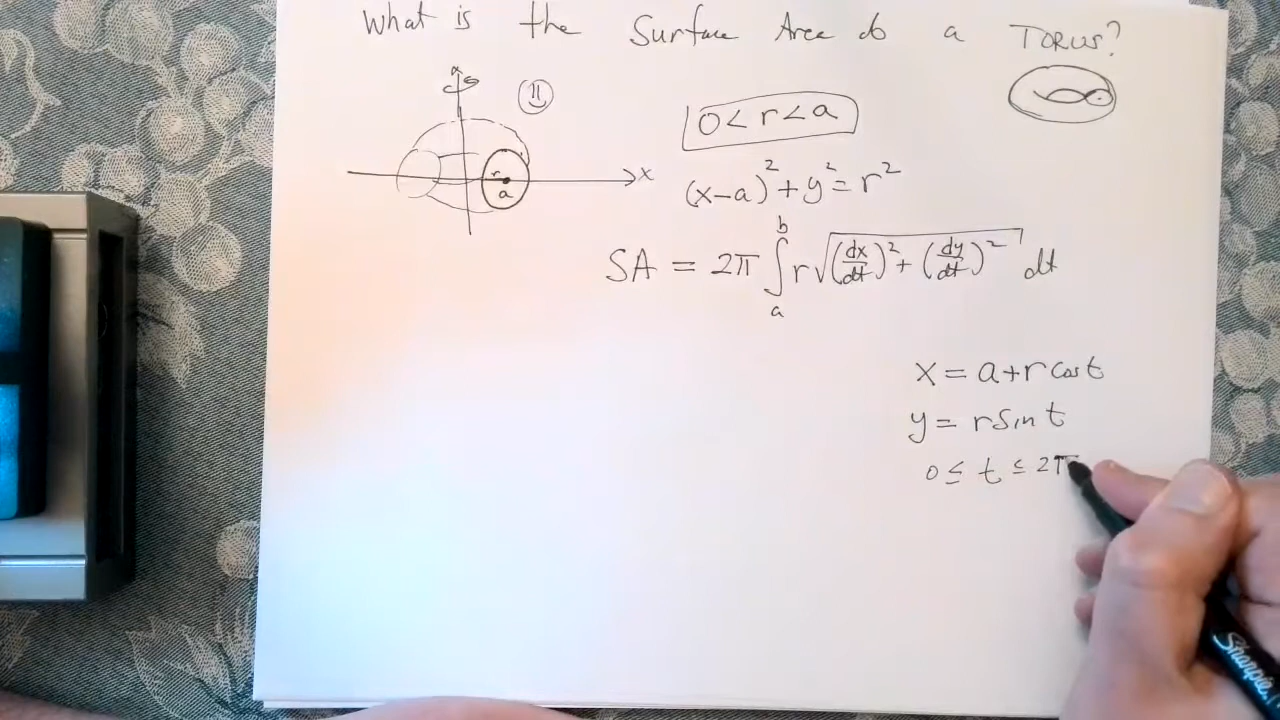 What is the Surface Area of a TORUS?
0<r<a
x
r
a
(x-a)²+y²=r²
SA = 2π ∫ₐᵇ r√((dx/dt)²+(dy/dt)²) dt
x = a+r cos t
y = r sin t
0 ≤ t ≤ 2π
Sharpie